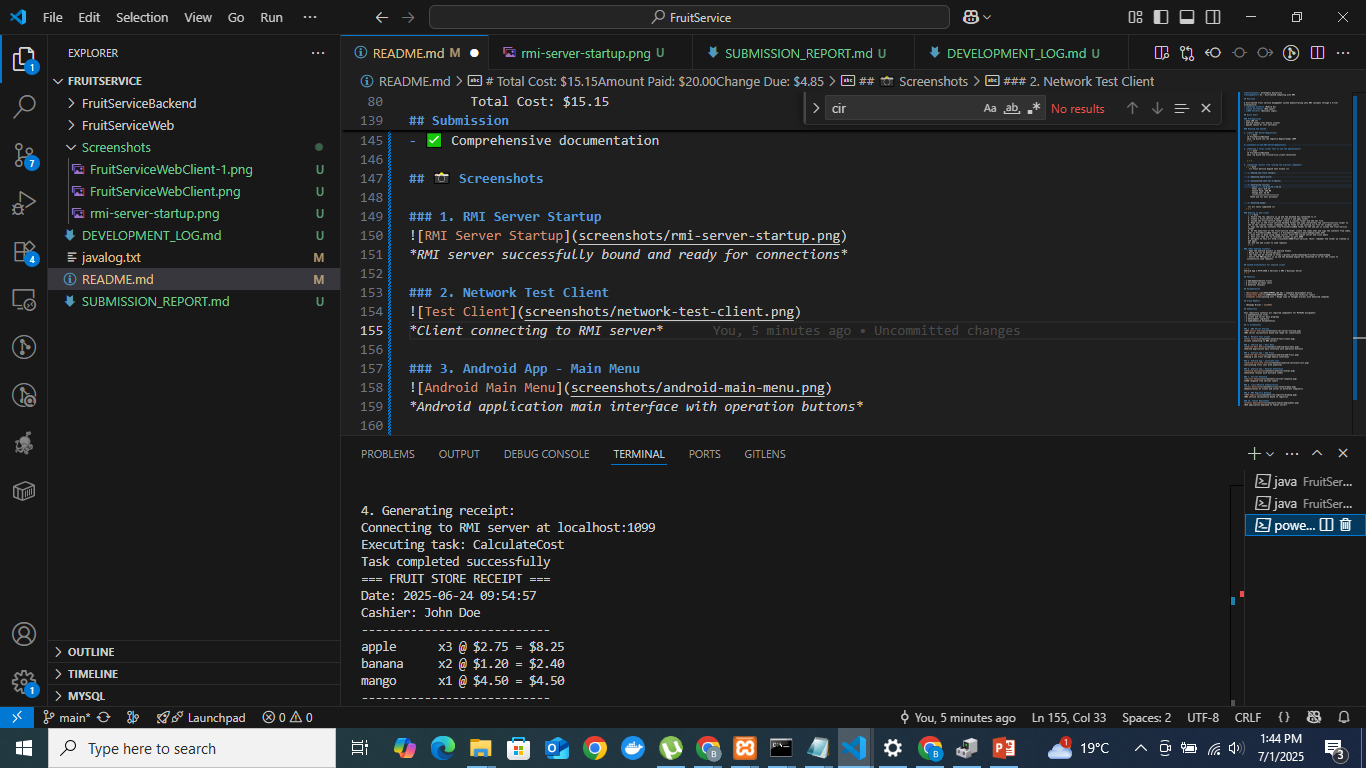 File Edit Selection View Go Run ··· FruitService
EXPLORER ···
FRUITSERVICE
FruitServiceBackend
FruitServiceWeb
Screenshots
FruitServiceWebClient-1.png U
FruitServiceWebClient.png U
rmi-server-startup.png U
DEVELOPMENT_LOG.md U
javalog.txt M
README.md M
SUBMISSION_REPORT.md U
OUTLINE
TIMELINE
MYSQL
1
7
4
1
README.md M rmi-server-startup.png U SUBMISSION_REPORT.md U DEVELOPMENT_LOG.md U
README.md > # Total Cost: $15.15Amount Paid: $20.00Change Due: $4.85 > ## 📸 Screenshots > ### 2. Network Test Client
cir Aa ab .* No results
80 Total Cost: $15.15
139 ## Submission
145 - ✅ Comprehensive documentation
146
147 ## 📸 Screenshots
148
149 ### 1. RMI Server Startup
150 ![RMI Server Startup](screenshots/rmi-server-startup.png)
151 *RMI server successfully bound and ready for connections*
152
153 ### 2. Network Test Client
154 ![Test Client](screenshots/network-test-client.png)
155 *Client connecting to RMI server* You, 5 minutes ago • Uncommitted changes
156
157 ### 3. Android App - Main Menu
158 ![Android Main Menu](screenshots/android-main-menu.png)
159 *Android application main interface with operation buttons*
160
PROBLEMS OUTPUT DEBUG CONSOLE TERMINAL PORTS GITLENS
4. Generating receipt:
Connecting to RMI server at localhost:1099
Executing task: CalculateCost
Task completed successfully
=== FRUIT STORE RECEIPT ===
Date: 2025-06-24 09:54:57
Cashier: John Doe
---------------------------
apple x3 @ $2.75 = $8.25
banana x2 @ $1.20 = $2.40
mango x1 @ $4.50 = $4.50
---------------------------
java FruitSer...
java FruitSer...
powe...
main* Launchpad 0 0 You, 5 minutes ago Ln 155, Col 33 Spaces: 2 UTF-8 CRLF {}
Type here to search 1 19°C 1:44 PM
7/1/2025 3